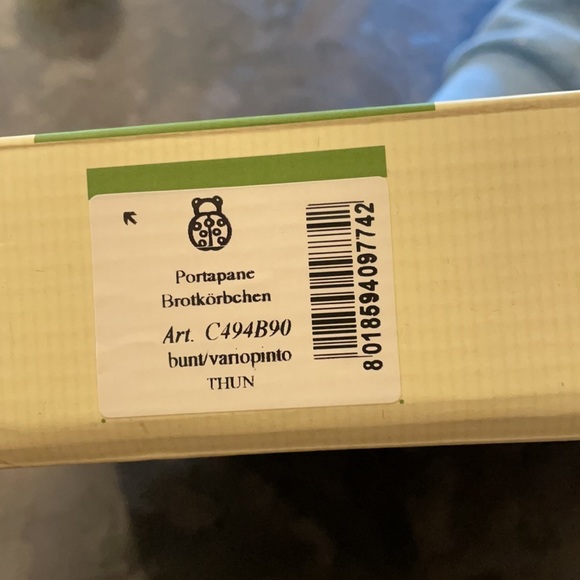 Portapane
Brotkörbchen
Art. C494B90
bunt/variopinto
THUN
8018594097742